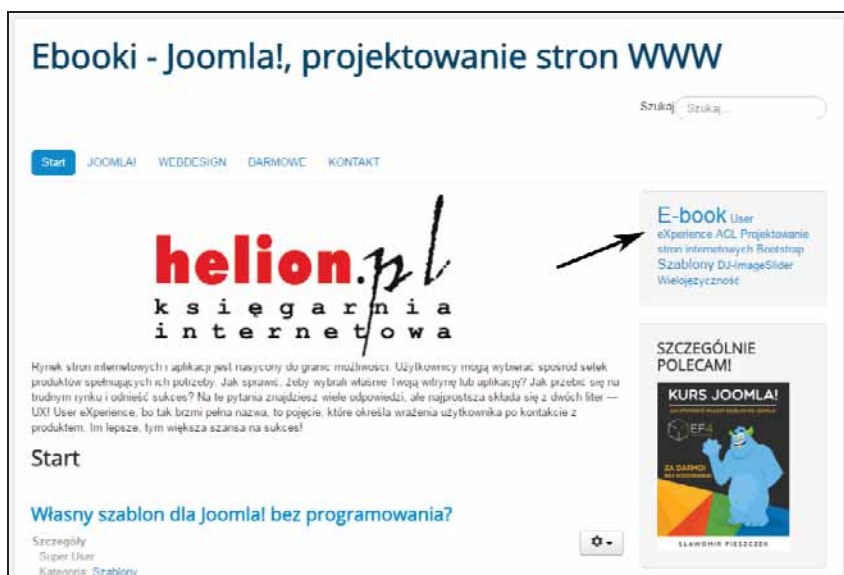 Ebooki - Joomla!, projektowanie stron WWW
Szukaj Szukaj...
Start JOOMLA! WEBDESIGN DARMOWE KONTAKT
helion.pl
księgarnia
internetowa
Rynek stron internetowych i aplikacji jest nasycony do granic możliwości. Użytkownicy mogą wybierać spośród setek
produktów spełniających ich potrzeby. Jak sprawić, żeby wybrali właśnie Twoją witrynę lub aplikację? Jak przebić się na
trudnym rynku i odnieść sukces? Na te pytania znajdziesz wiele odpowiedzi, ale najprostsza składa się z dwóch liter —
UX! User eXperience, bo tak brzmi pełna nazwa, to pojęcie, które określa wrażenia użytkownika po kontakcie z
produktem. Im lepsze, tym większa szansa na sukces!
Start
Własny szablon dla Joomla! bez programowania?
Szczegóły
Super User
Kategoria: Szablony
E-book User
eXperience ACL Projektowanie
stron internetowych Bootstrap
Szablony DJ-ImageSlider
Wielojęzyczność
SZCZEGÓLNIE
POLECAM!
KURS JOOMLA!
EF4
ZA DARMO!
SŁAWOMIR PIESZCZEK